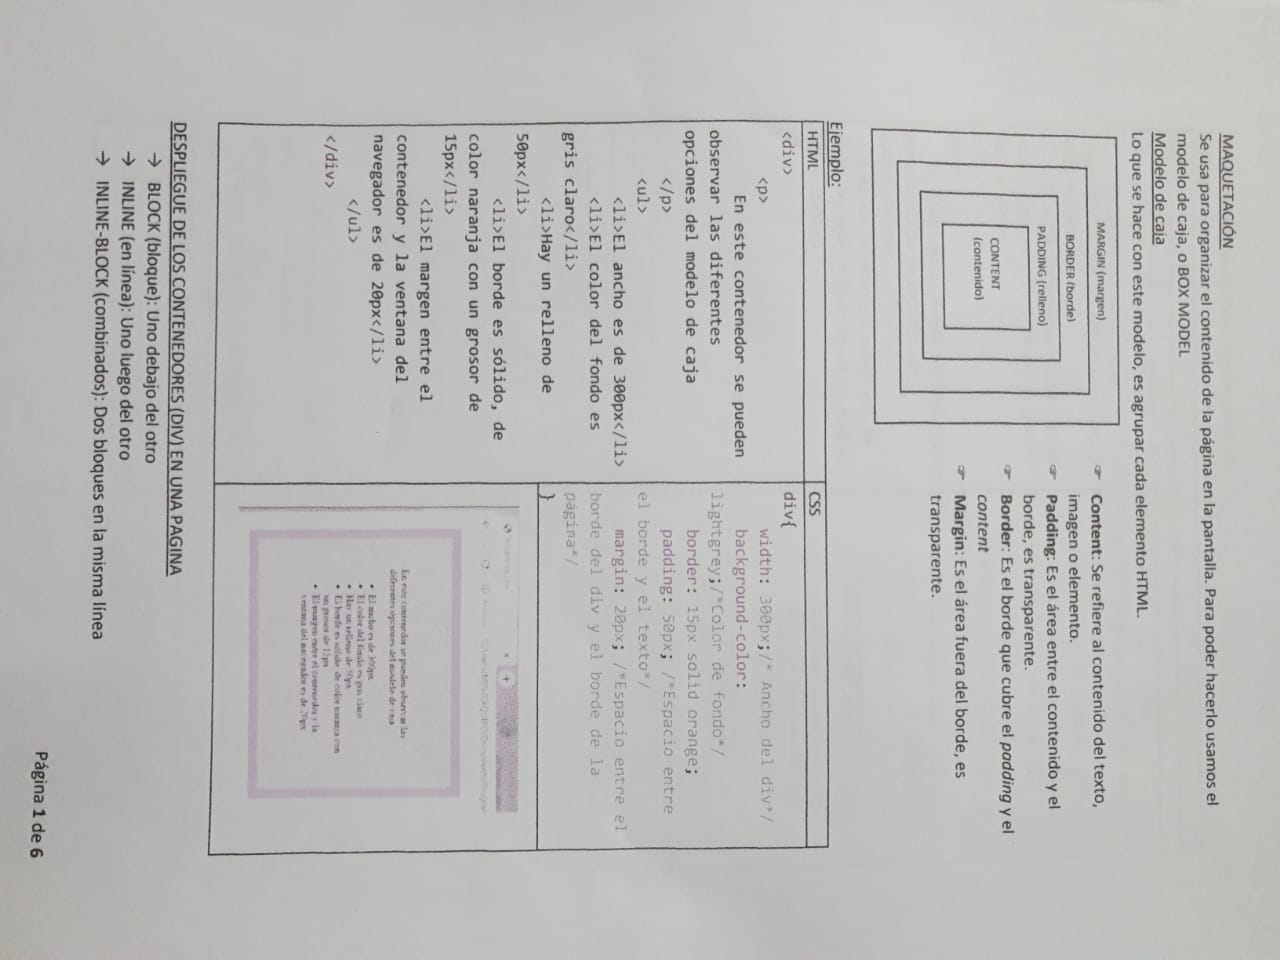 MAQUETACIÓN
Se usa para organizar el contenido de la página en la pantalla. Para poder hacerlo usamos el
modelo de caja, o BOX MODEL
Modelo de caja
Lo que se hace con este modelo, es agrupar cada elemento HTML.
MARGIN (margen)
BORDER (borde)
PADDING (relleno)
CONTENT
(contenido)
☞ Content: Se refiere al contenido del texto,
imagen o elemento.
☞ Padding: Es el área entre el contenido y el
borde, es transparente.
☞ Border: Es el borde que cubre el padding y el
content
☞ Margin: Es el área fuera del borde, es
transparente.
Ejemplo:
HTML
<div>
<p>
En este contenedor se pueden
observar las diferentes
opciones del modelo de caja
</p>
<ul>
<li>El ancho es de 300px</li>
<li>El color del fondo es
gris claro</li>
<li>Hay un relleno de
50px</li>
<li>El borde es sólido, de
color naranja con un grosor de
15px</li>
<li>El margen entre el
contenedor y la ventana del
navegador es de 20px</li>
</ul>
</div>
CSS
div{
width: 300px;/* Ancho del div*/
background-color:
lightgrey;/*Color de fondo*/
border: 15px solid orange;
padding: 50px; /*Espacio entre
el borde y el texto*/
margin: 20px; /*Espacio entre el
borde del div y el borde de la
página*/
}
En este contenedor se pueden observar las
diferentes opciones del modelo de caja
• El ancho es de 300px
• El color del fondo es gris claro
• Hay un relleno de 50px
• El borde es sólido, de color naranja con
un grosor de 15px
• El margen entre el contenedor y la
ventana del navegador es de 20px
DESPLIEGUE DE LOS CONTENEDORES (DIV) EN UNA PAGINA
→ BLOCK (bloque): Uno debajo del otro
→ INLINE (en línea): Uno luego del otro
→ INLINE-BLOCK (combinados): Dos bloques en la misma línea
Página 1 de 6